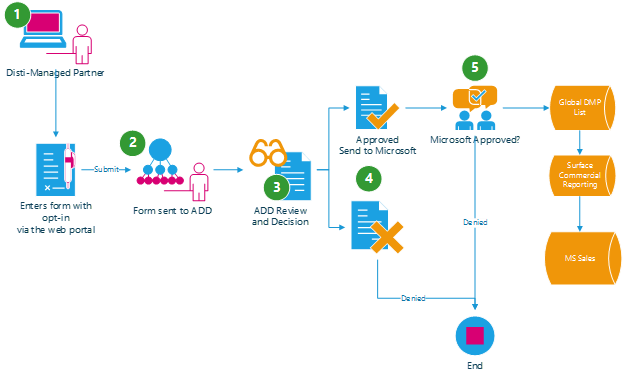 1
Disti-Managed Partner
Enters form with
opt-in
via the web portal
Submit
2
Form sent to ADD
3
ADD Review
and Decision
Approved
Send to Microsoft
4
Denied
5
Microsoft Approved?
Denied
End
Global DMP
List
Surface
Commercial
Reporting
MS Sales